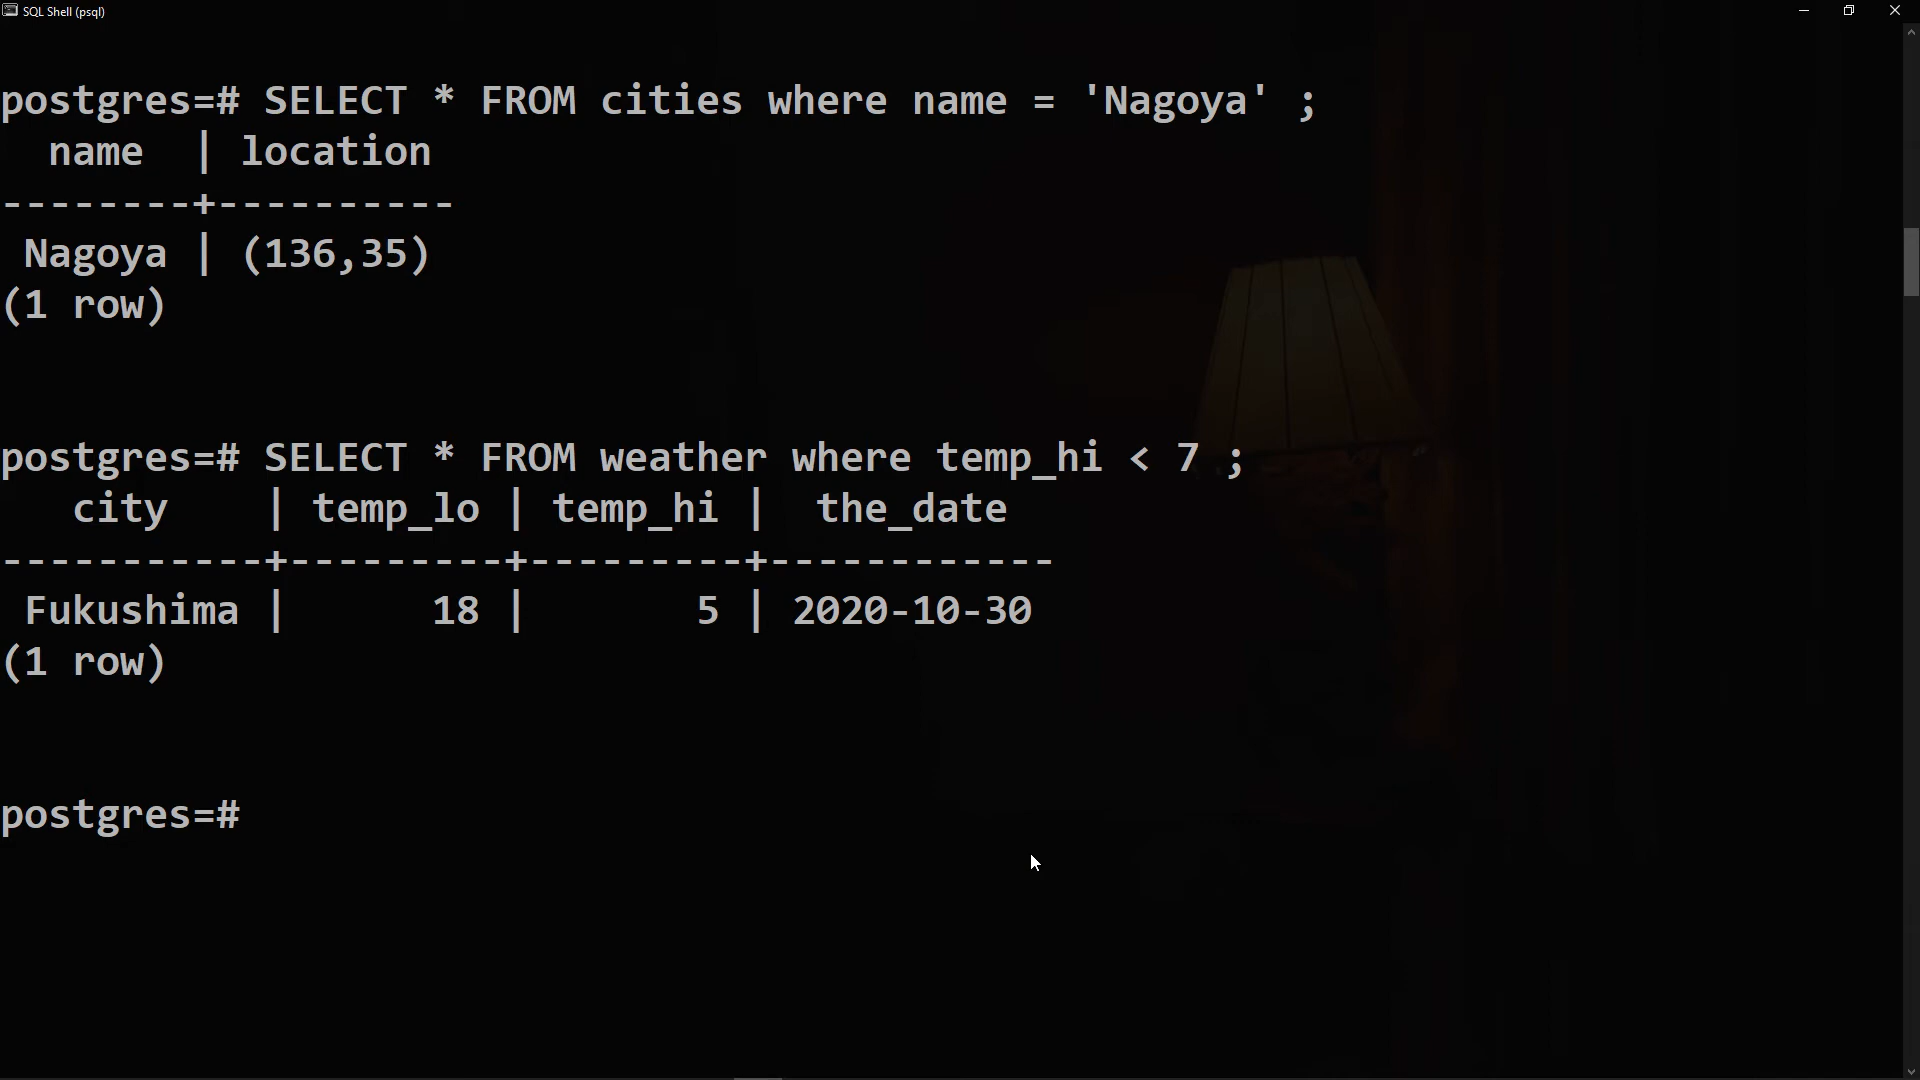 SQL Shell (psql)
postgres=# SELECT * FROM cities where name = 'Nagoya' ;
  name  | location
--------+----------
 Nagoya | (136,35)
(1 row)
postgres=# SELECT * FROM weather where temp_hi < 7 ;
   city    | temp_lo | temp_hi |  the_date
-----------+---------+---------+------------
 Fukushima |      18 |       5 | 2020-10-30
(1 row)
postgres=#